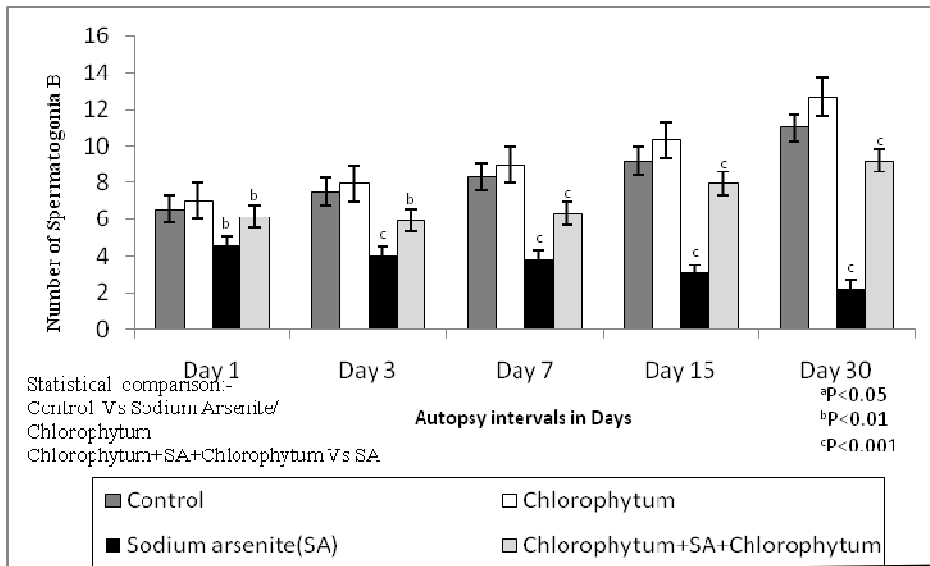 16
14
12
10
8
6
4
2
0
Number of Spermatogonia B
b b
c b
c c
c c
c c
Day 1 Day 3 Day 7 Day 15 Day 30
Autopsy intervals in Days
Statistical comparison:-
Control Vs Sodium Arsenite/
Chlorophytum
Chlorophytum+SA+Chlorophytum Vs SA
ᵃP<0.05
ᵇP<0.01
ᶜP<0.001
Control Chlorophytum
Sodium arsenite(SA) Chlorophytum+SA+Chlorophytum